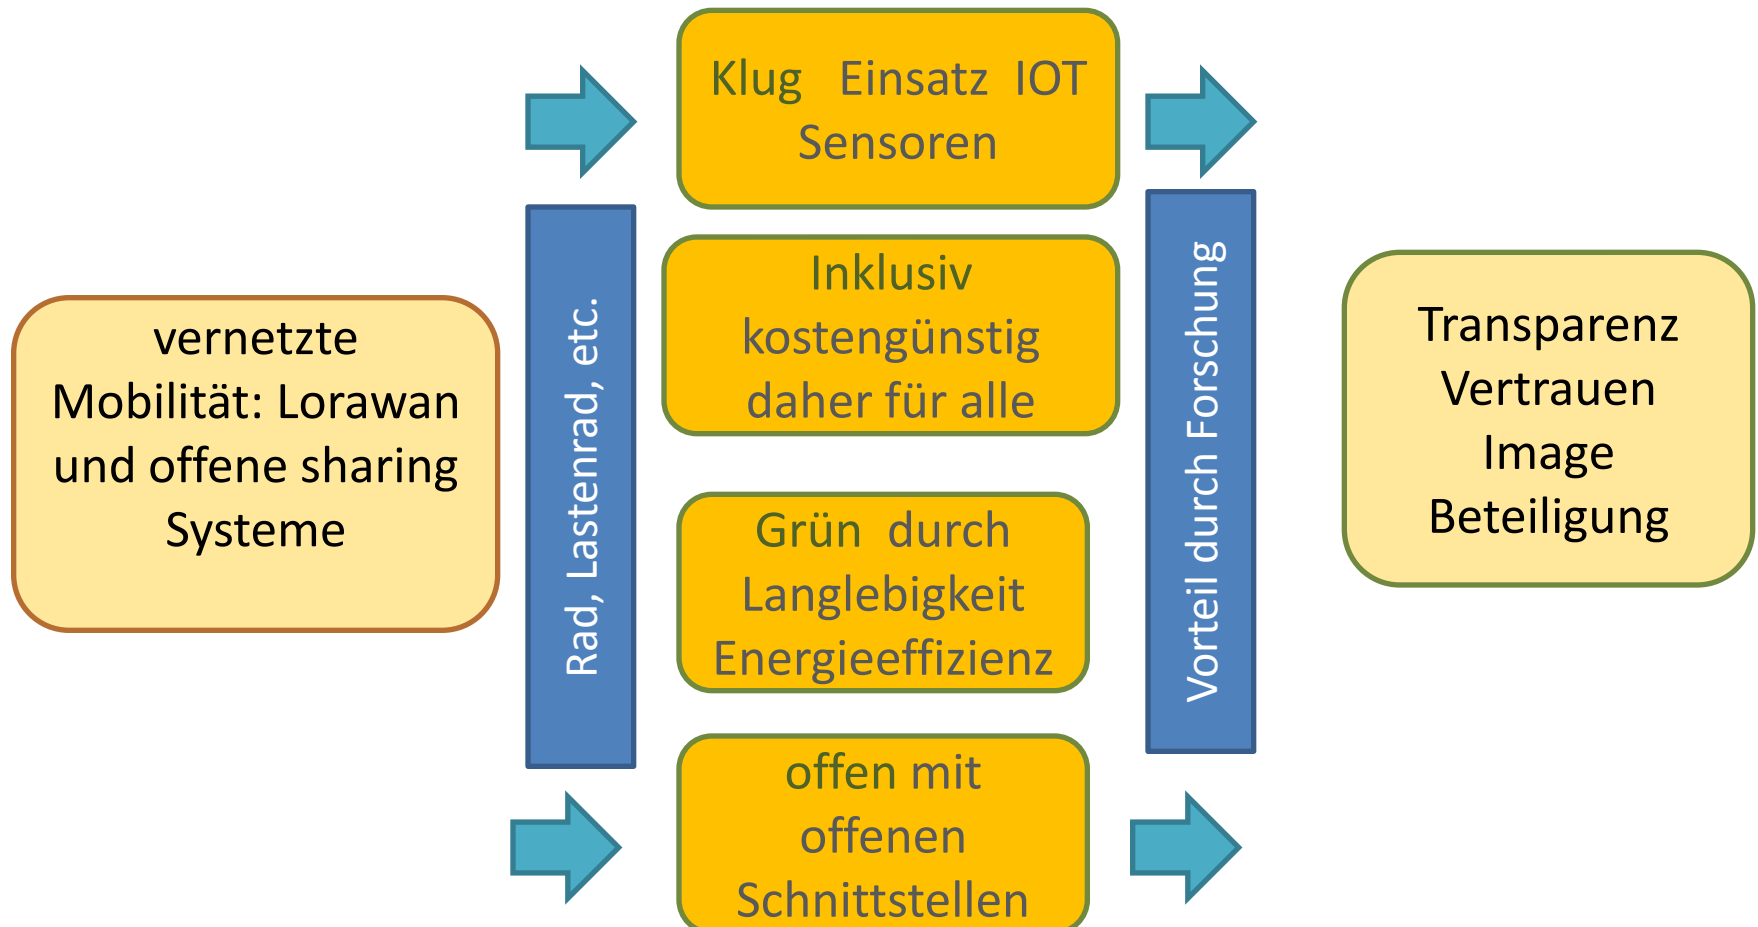 vernetzte
Mobilität: Lorawan
und offene sharing
Systeme
Rad, Lastenrad, etc.
Klug Einsatz IOT
Sensoren
Inklusiv
kostengünstig
daher für alle
Grün durch
Langlebigkeit
Energieeffizienz
offen mit
offenen
Schnittstellen
Vorteil durch Forschung
Transparenz
Vertrauen
Image
Beteiligung